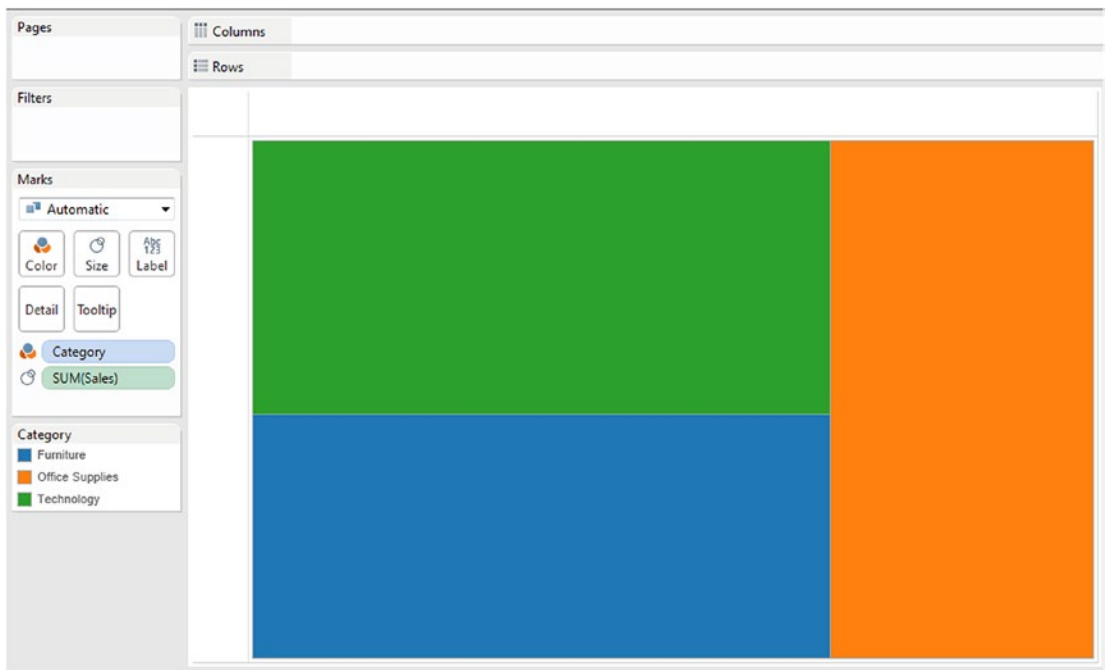 Pages
Columns
Rows
Filters
Marks
Automatic
Color
Size
Abc
123
Label
Detail
Tooltip
Category
SUM(Sales)
Category
Furniture
Office Supplies
Technology